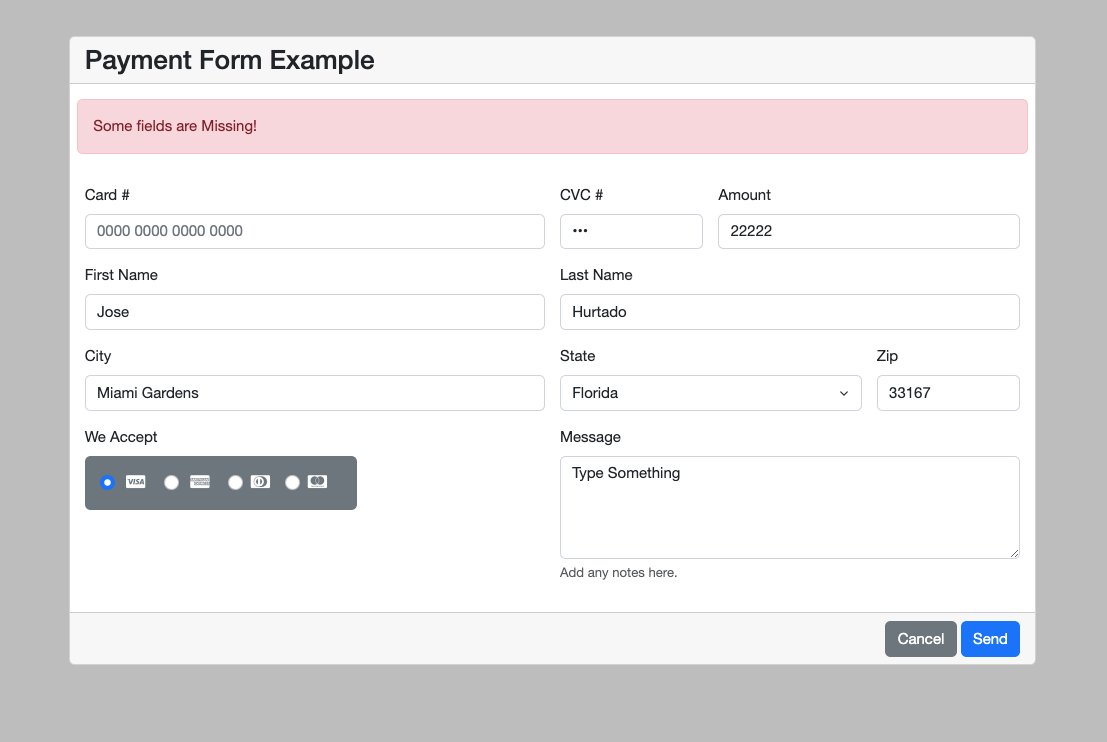 Payment Form Example
Some fields are Missing!
Card #
CVC #
Amount
0000 0000 0000 0000
•••
22222
First Name
Last Name
Jose
Hurtado
City
State
Zip
Miami Gardens
Florida
33167
We Accept
Message
VISA
Type Something
Add any notes here.
Cancel
Send